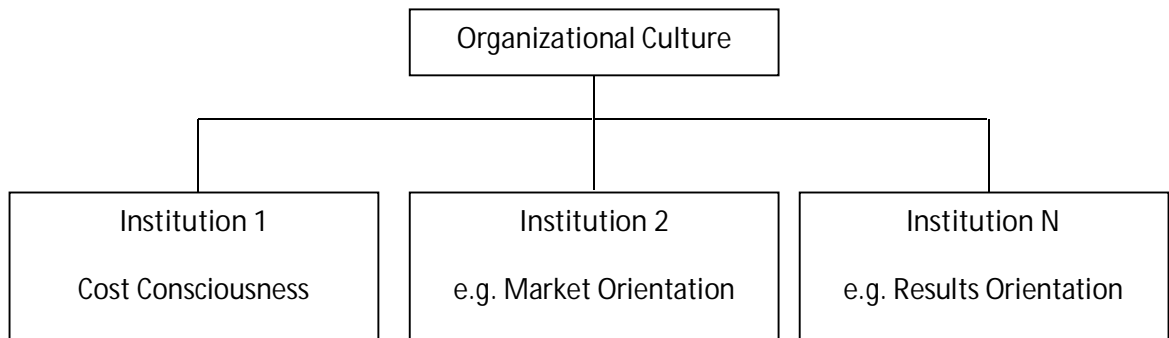 Organizational Culture
Institution 1
Cost Consciousness
Institution 2
e.g. Market Orientation
Institution N
e.g. Results Orientation